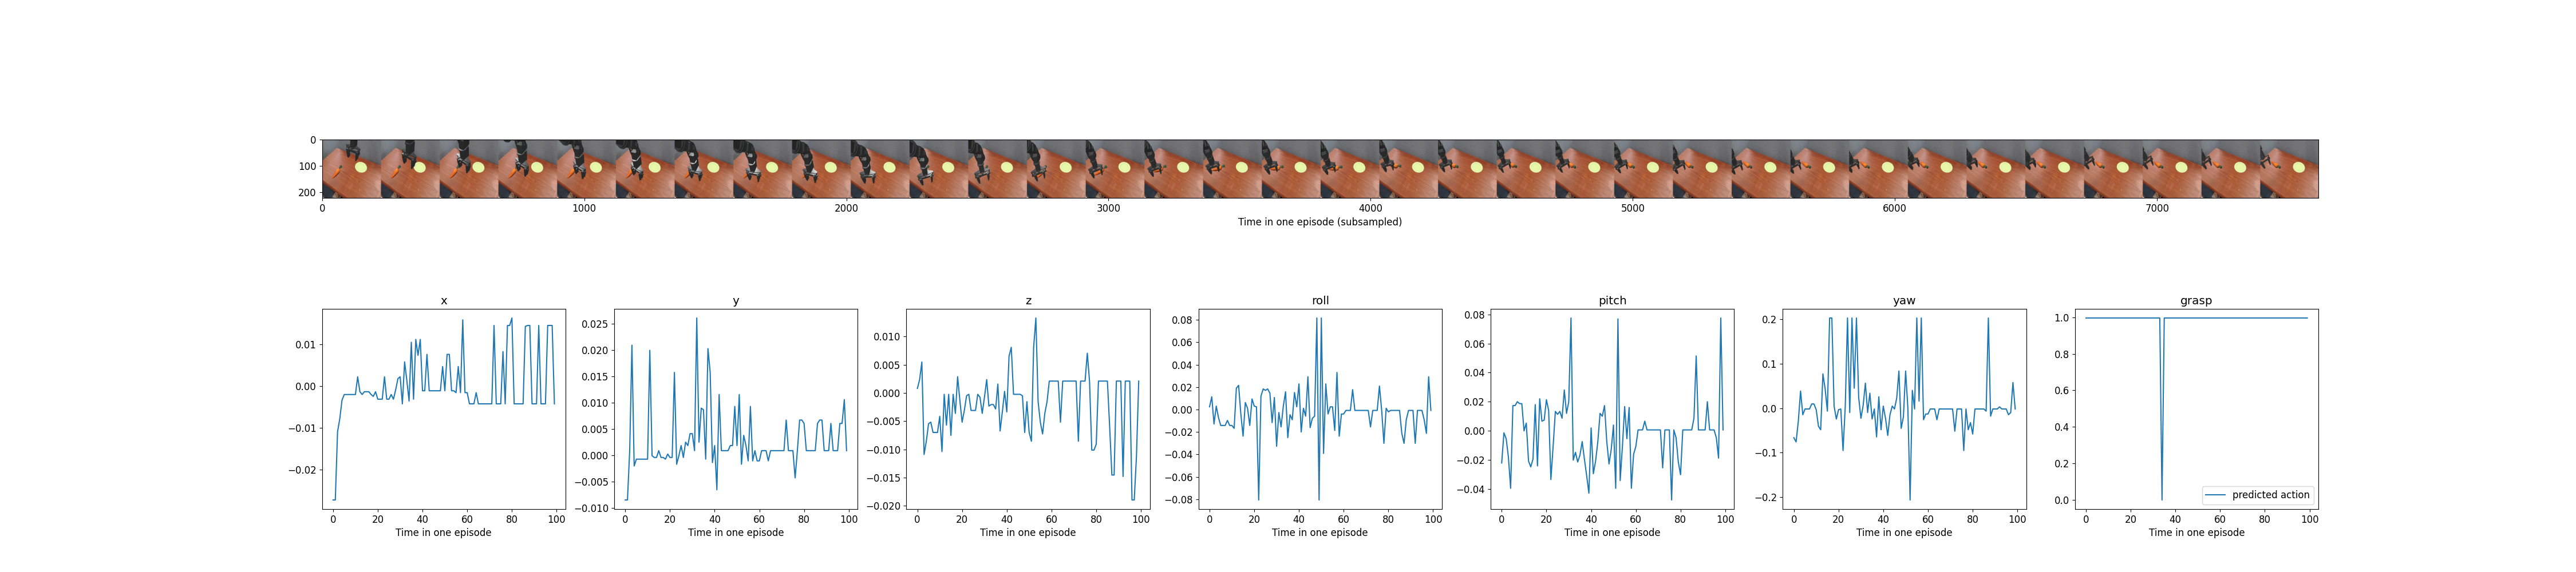 0
100
200
0 1000 2000 3000 4000 5000 6000 7000
Time in one episode (subsampled)
x
0.01
0.00
−0.01
−0.02
0 20 40 60 80 100
Time in one episode
y
0.025
0.020
0.015
0.010
0.005
0.000
−0.005
−0.010
0 20 40 60 80 100
Time in one episode
z
0.010
0.005
0.000
−0.005
−0.010
−0.015
−0.020
0 20 40 60 80 100
Time in one episode
roll
0.08
0.06
0.04
0.02
0.00
−0.02
−0.04
−0.06
−0.08
0 20 40 60 80 100
Time in one episode
pitch
0.08
0.06
0.04
0.02
0.00
−0.02
−0.04
0 20 40 60 80 100
Time in one episode
yaw
0.2
0.1
0.0
−0.1
−0.2
0 20 40 60 80 100
Time in one episode
grasp
1.0
0.8
0.6
0.4
0.2
0.0
predicted action
0 20 40 60 80 100
Time in one episode